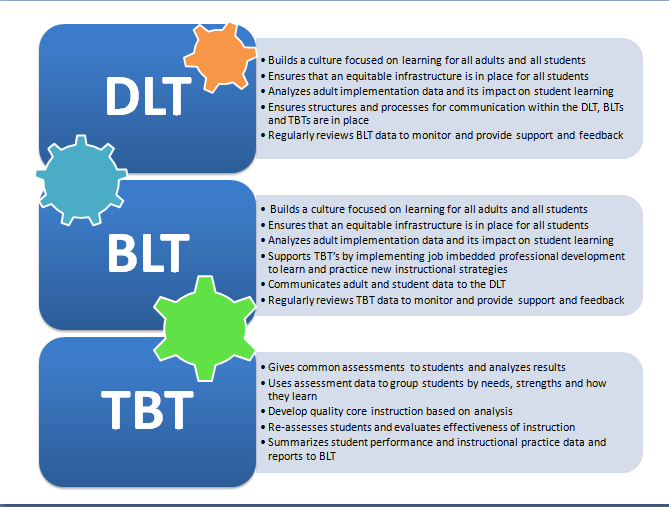 DLT
• Builds a culture focused on learning for all adults and all students
• Ensures that an equitable infrastructure is in place for all students
• Analyzes adult implementation data and its impact on student learning
• Ensures structures and processes for communication within the DLT, BLTs
and TBTs are in place
• Regularly reviews BLT data to monitor and provide support and feedback
BLT
• Builds a culture focused on learning for all adults and all students
• Ensures that an equitable infrastructure is in place for all students
• Analyzes adult implementation data and its impact on student learning
• Supports TBT's by implementing job imbedded professional development
to learn and practice new instructional strategies
• Communicates adult and student data to the DLT
• Regularly reviews TBT data to monitor and provide support and feedback
TBT
• Gives common assessments to students and analyzes results
• Uses assessment data to group students by needs, strengths and how
they learn
• Develop quality core instruction based on analysis
• Re-assesses students and evaluates effectiveness of instruction
• Summarizes student performance and instructional practice data and
reports to BLT